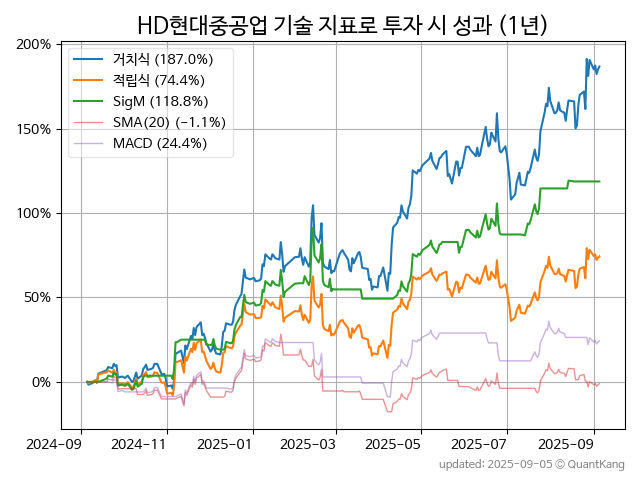 HD현대중공업 기술 지표로 투자 시 성과 (1년)
200%
150%
100%
50%
0%
거치식 (187.0%)
적립식 (74.4%)
SigM (118.8%)
SMA(20) (-1.1%)
MACD (24.4%)
2024-09 2024-11 2025-01 2025-03 2025-05 2025-07 2025-09
updated: 2025-09-05 © QuantKang